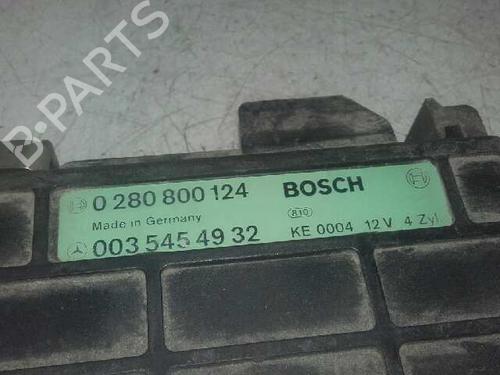 B-PARTS
0 280 800 124 BOSCH
Made in Germany
003 545 49 32 KE 0004 12 V 4 Zyl